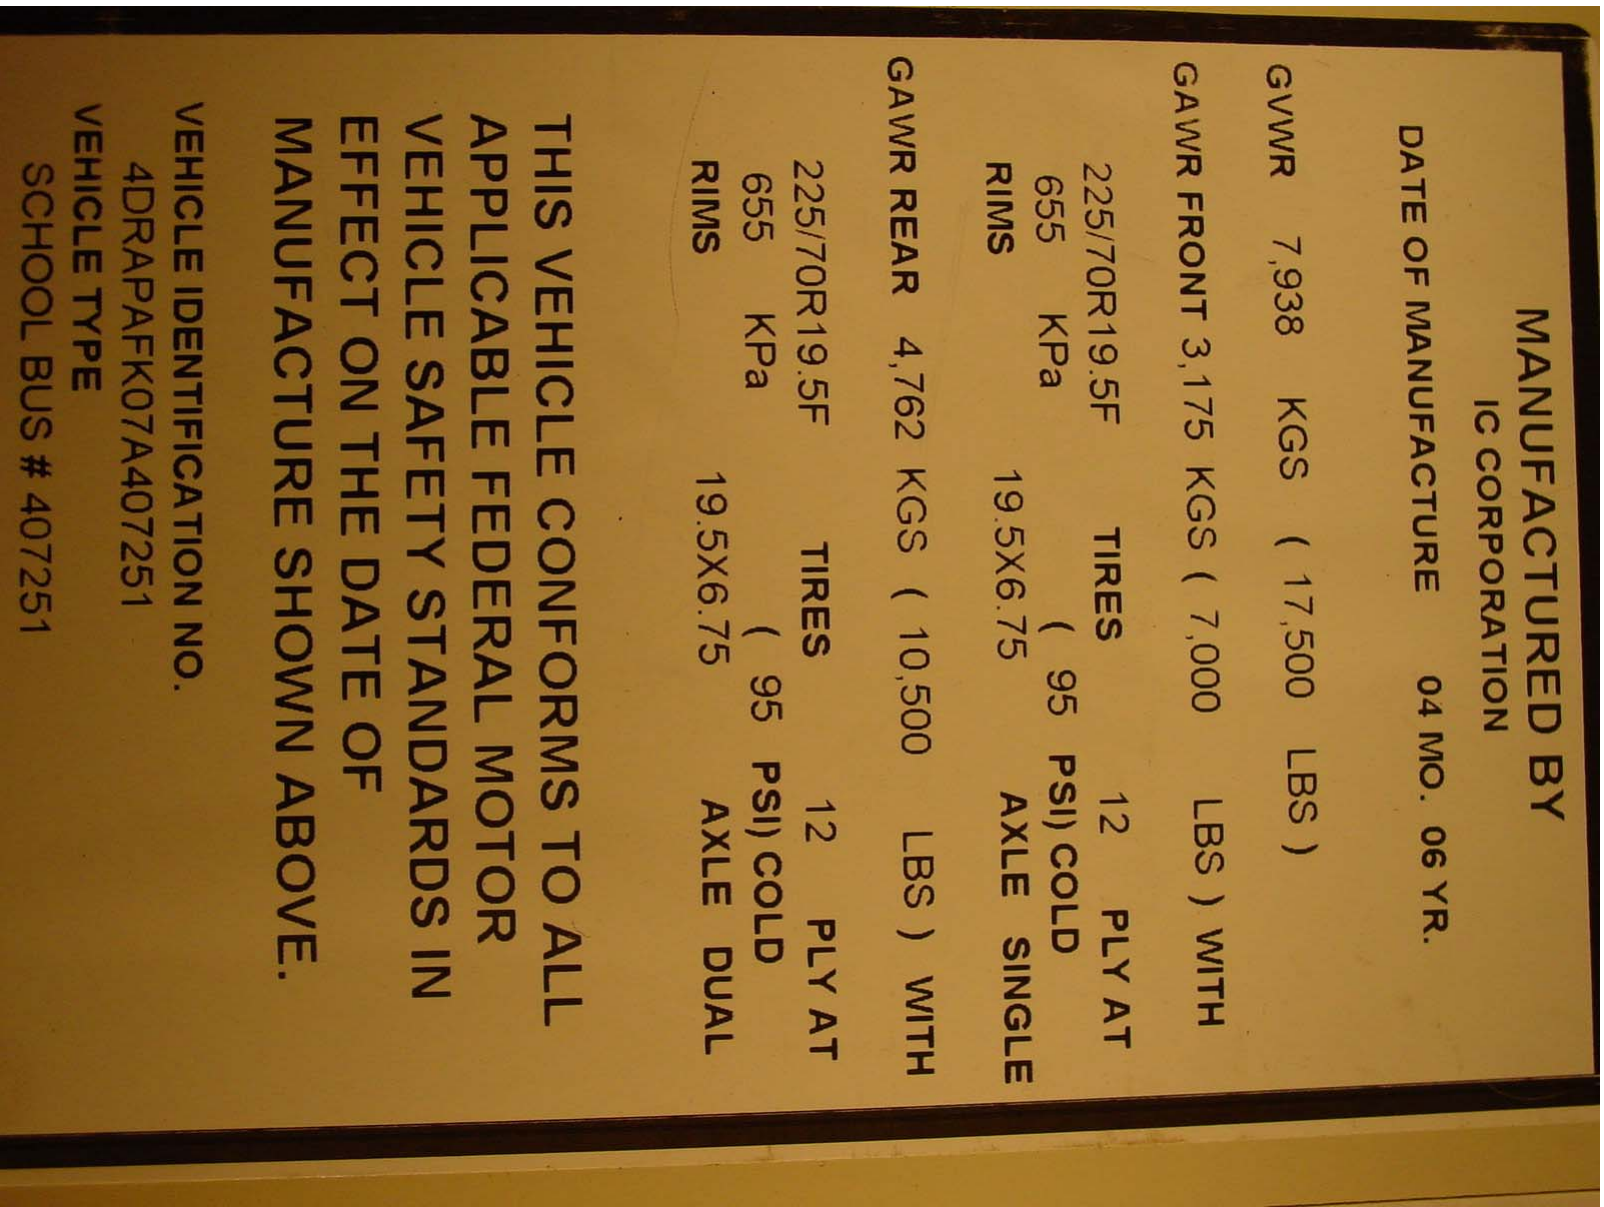 MANUFACTURED BY
IC CORPORATION
DATE OF MANUFACTURE 04 MO. 06 YR.
GVWR 7,938 KGS ( 17,500 LBS )
GAWR FRONT 3,175 KGS ( 7,000 LBS ) WITH
225/70R19.5F TIRES 12 PLY AT
655 KPa ( 95 PSI) COLD
RIMS 19.5X6.75 AXLE SINGLE
GAWR REAR 4,762 KGS ( 10,500 LBS ) WITH
225/70R19.5F TIRES 12 PLY AT
655 KPa ( 95 PSI) COLD
RIMS 19.5X6.75 AXLE DUAL
THIS VEHICLE CONFORMS TO ALL
APPLICABLE FEDERAL MOTOR
VEHICLE SAFETY STANDARDS IN
EFFECT ON THE DATE OF
MANUFACTURE SHOWN ABOVE.
VEHICLE IDENTIFICATION NO.
4DRAPAFK07A407251
VEHICLE TYPE
SCHOOL BUS # 407251